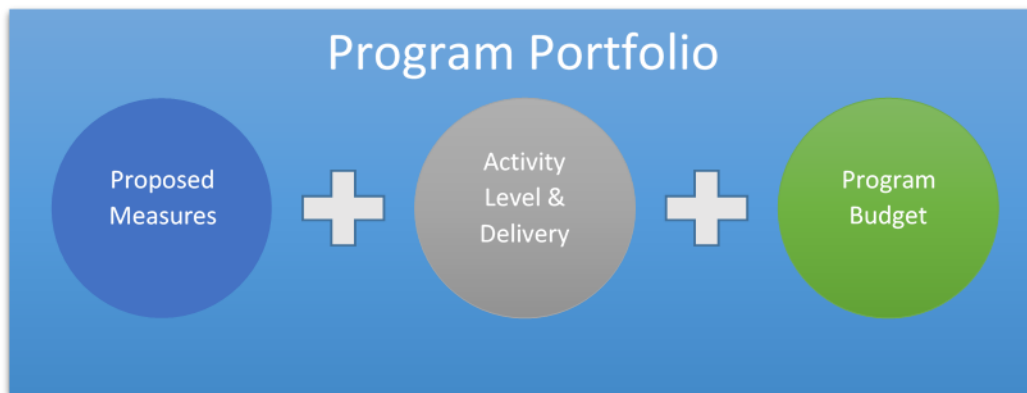 Program Portfolio
Proposed
Measures
Activity
Level &
Delivery
Program
Budget